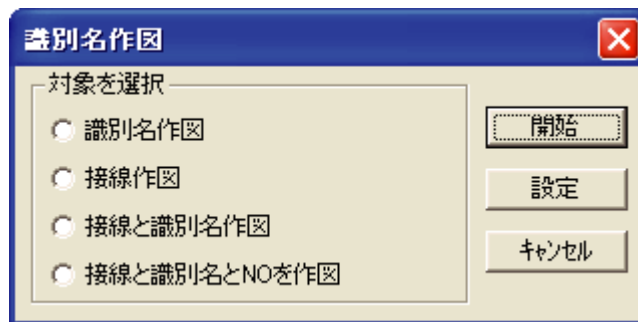 識別名作図
対象を選択
識別名作図
接線作図
接線と識別名作図
接線と識別名とNOを作図
開始
設定
キャンセル